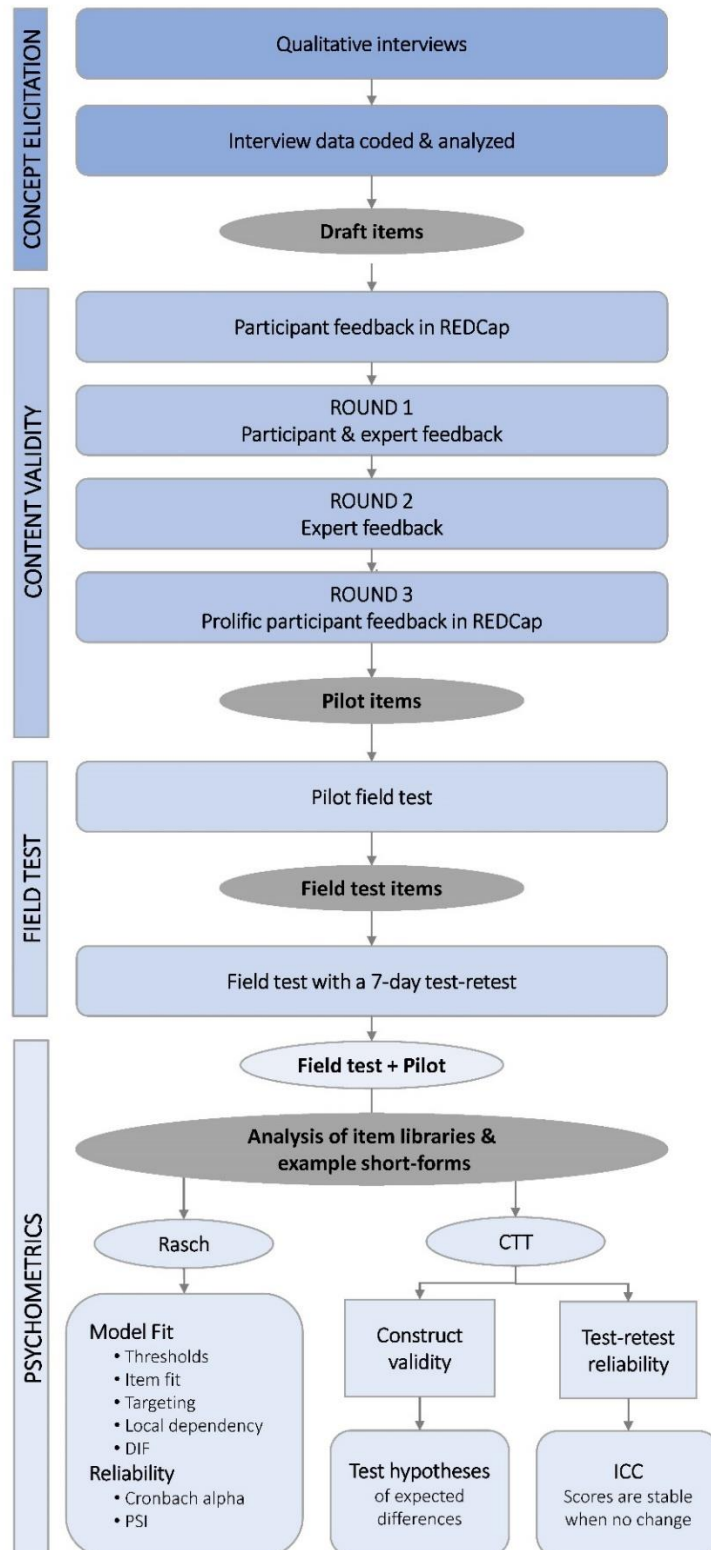 CONCEPT ELICITATION
Qualitative interviews
Interview data coded & analyzed
Draft items
CONTENT VALIDITY
Participant feedback in REDCap
ROUND 1
Participant & expert feedback
ROUND 2
Expert feedback
ROUND 3
Prolific participant feedback in REDCap
Pilot items
FIELD TEST
Pilot field test
Field test items
Field test with a 7-day test-retest
PSYCHOMETRICS
Field test + Pilot
Analysis of item libraries &
example short-forms
Rasch
Model Fit
• Thresholds
• Item fit
• Targeting
• Local dependency
• DIF
Reliability
• Cronbach alpha
• PSI
CTT
Construct
validity
Test hypotheses
of expected
differences
Test-retest
reliability
ICC
Scores are stable
when no change